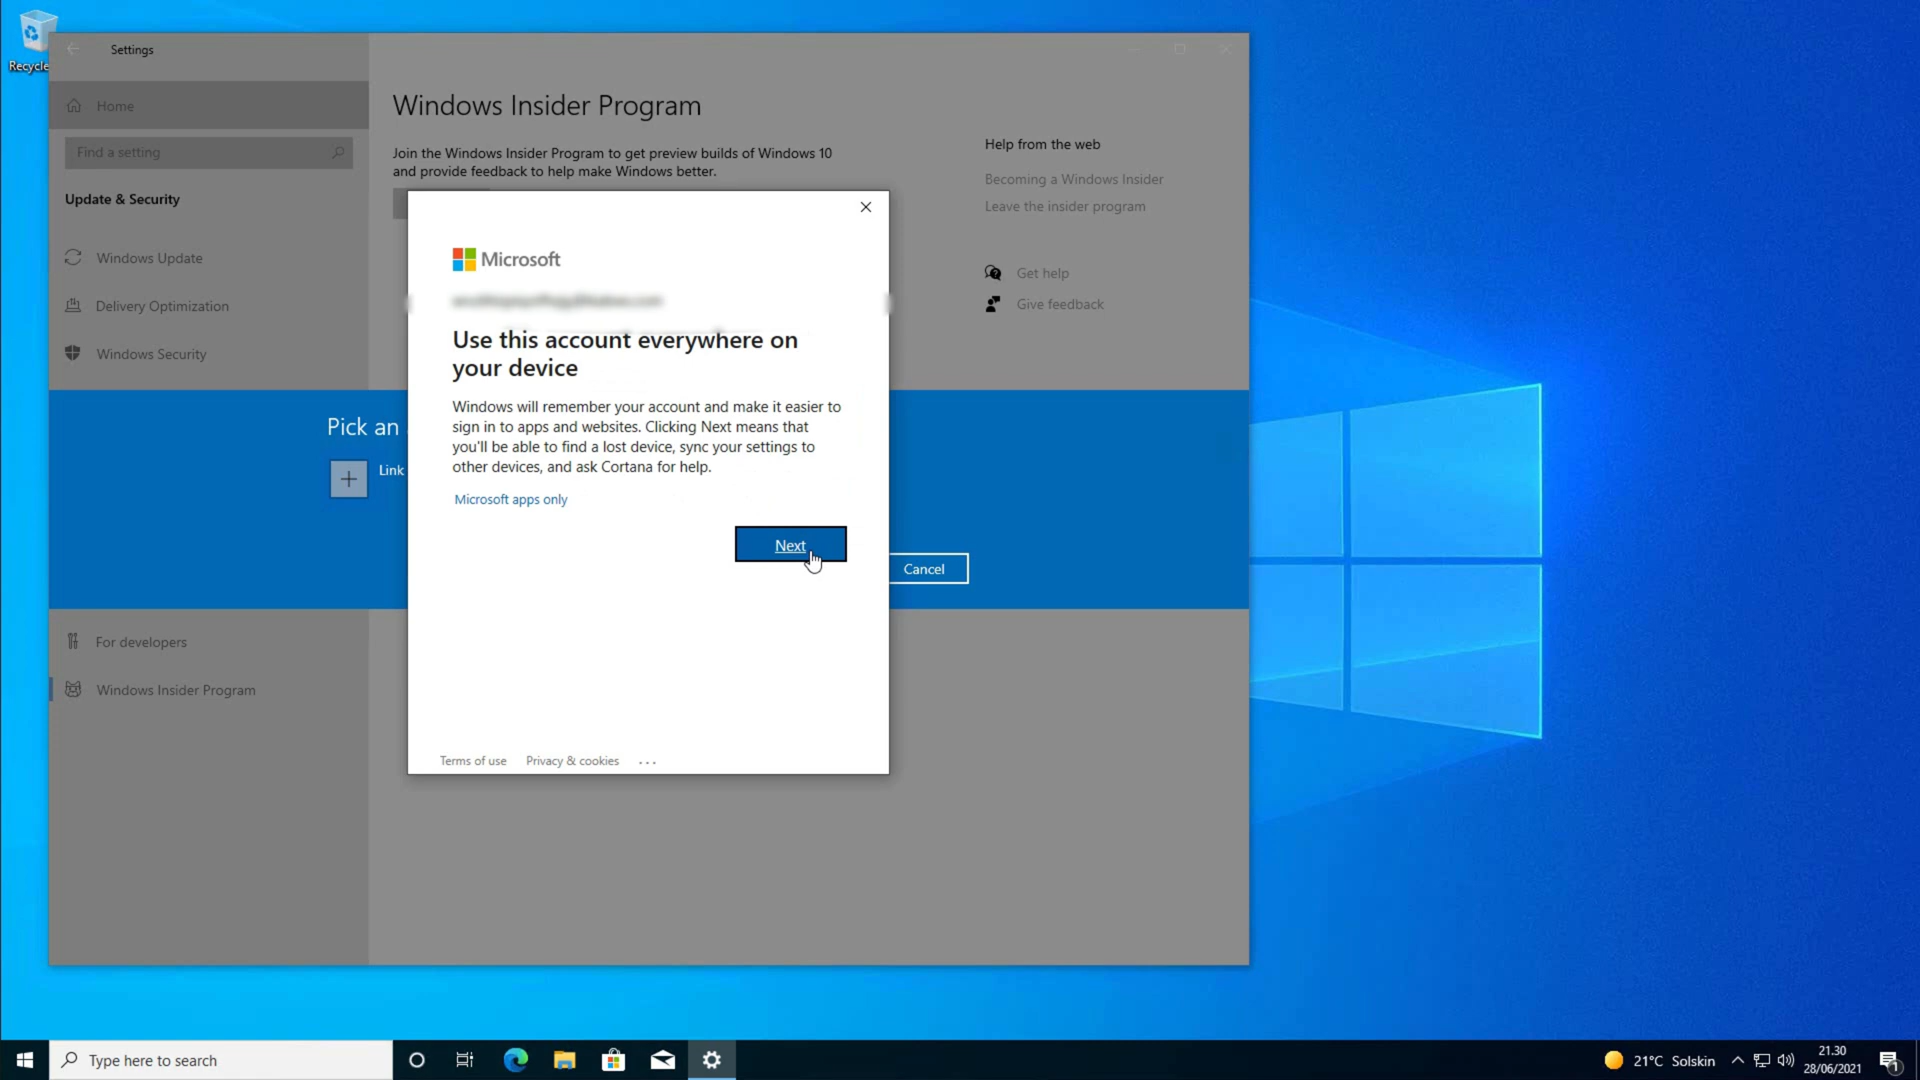 Recycle
Settings
Home
Find a setting
Update & Security
Windows Update
Delivery Optimization
Windows Security
For developers
Windows Insider Program
Windows Insider Program
Join the Windows Insider Program to get preview builds of Windows 10
and provide feedback to help make Windows better.
Help from the web
Becoming a Windows Insider
Leave the insider program
Get help
Give feedback
Pick an
Link
Cancel
Microsoft
Use this account everywhere on
your device
Windows will remember your account and make it easier to
sign in to apps and websites. Clicking Next means that
you'll be able to find a lost device, sync your settings to
other devices, and ask Cortana for help.
Microsoft apps only
Next
Terms of use Privacy & cookies ...
Type here to search
21°C Solskin
21.30
28/06/2021
1